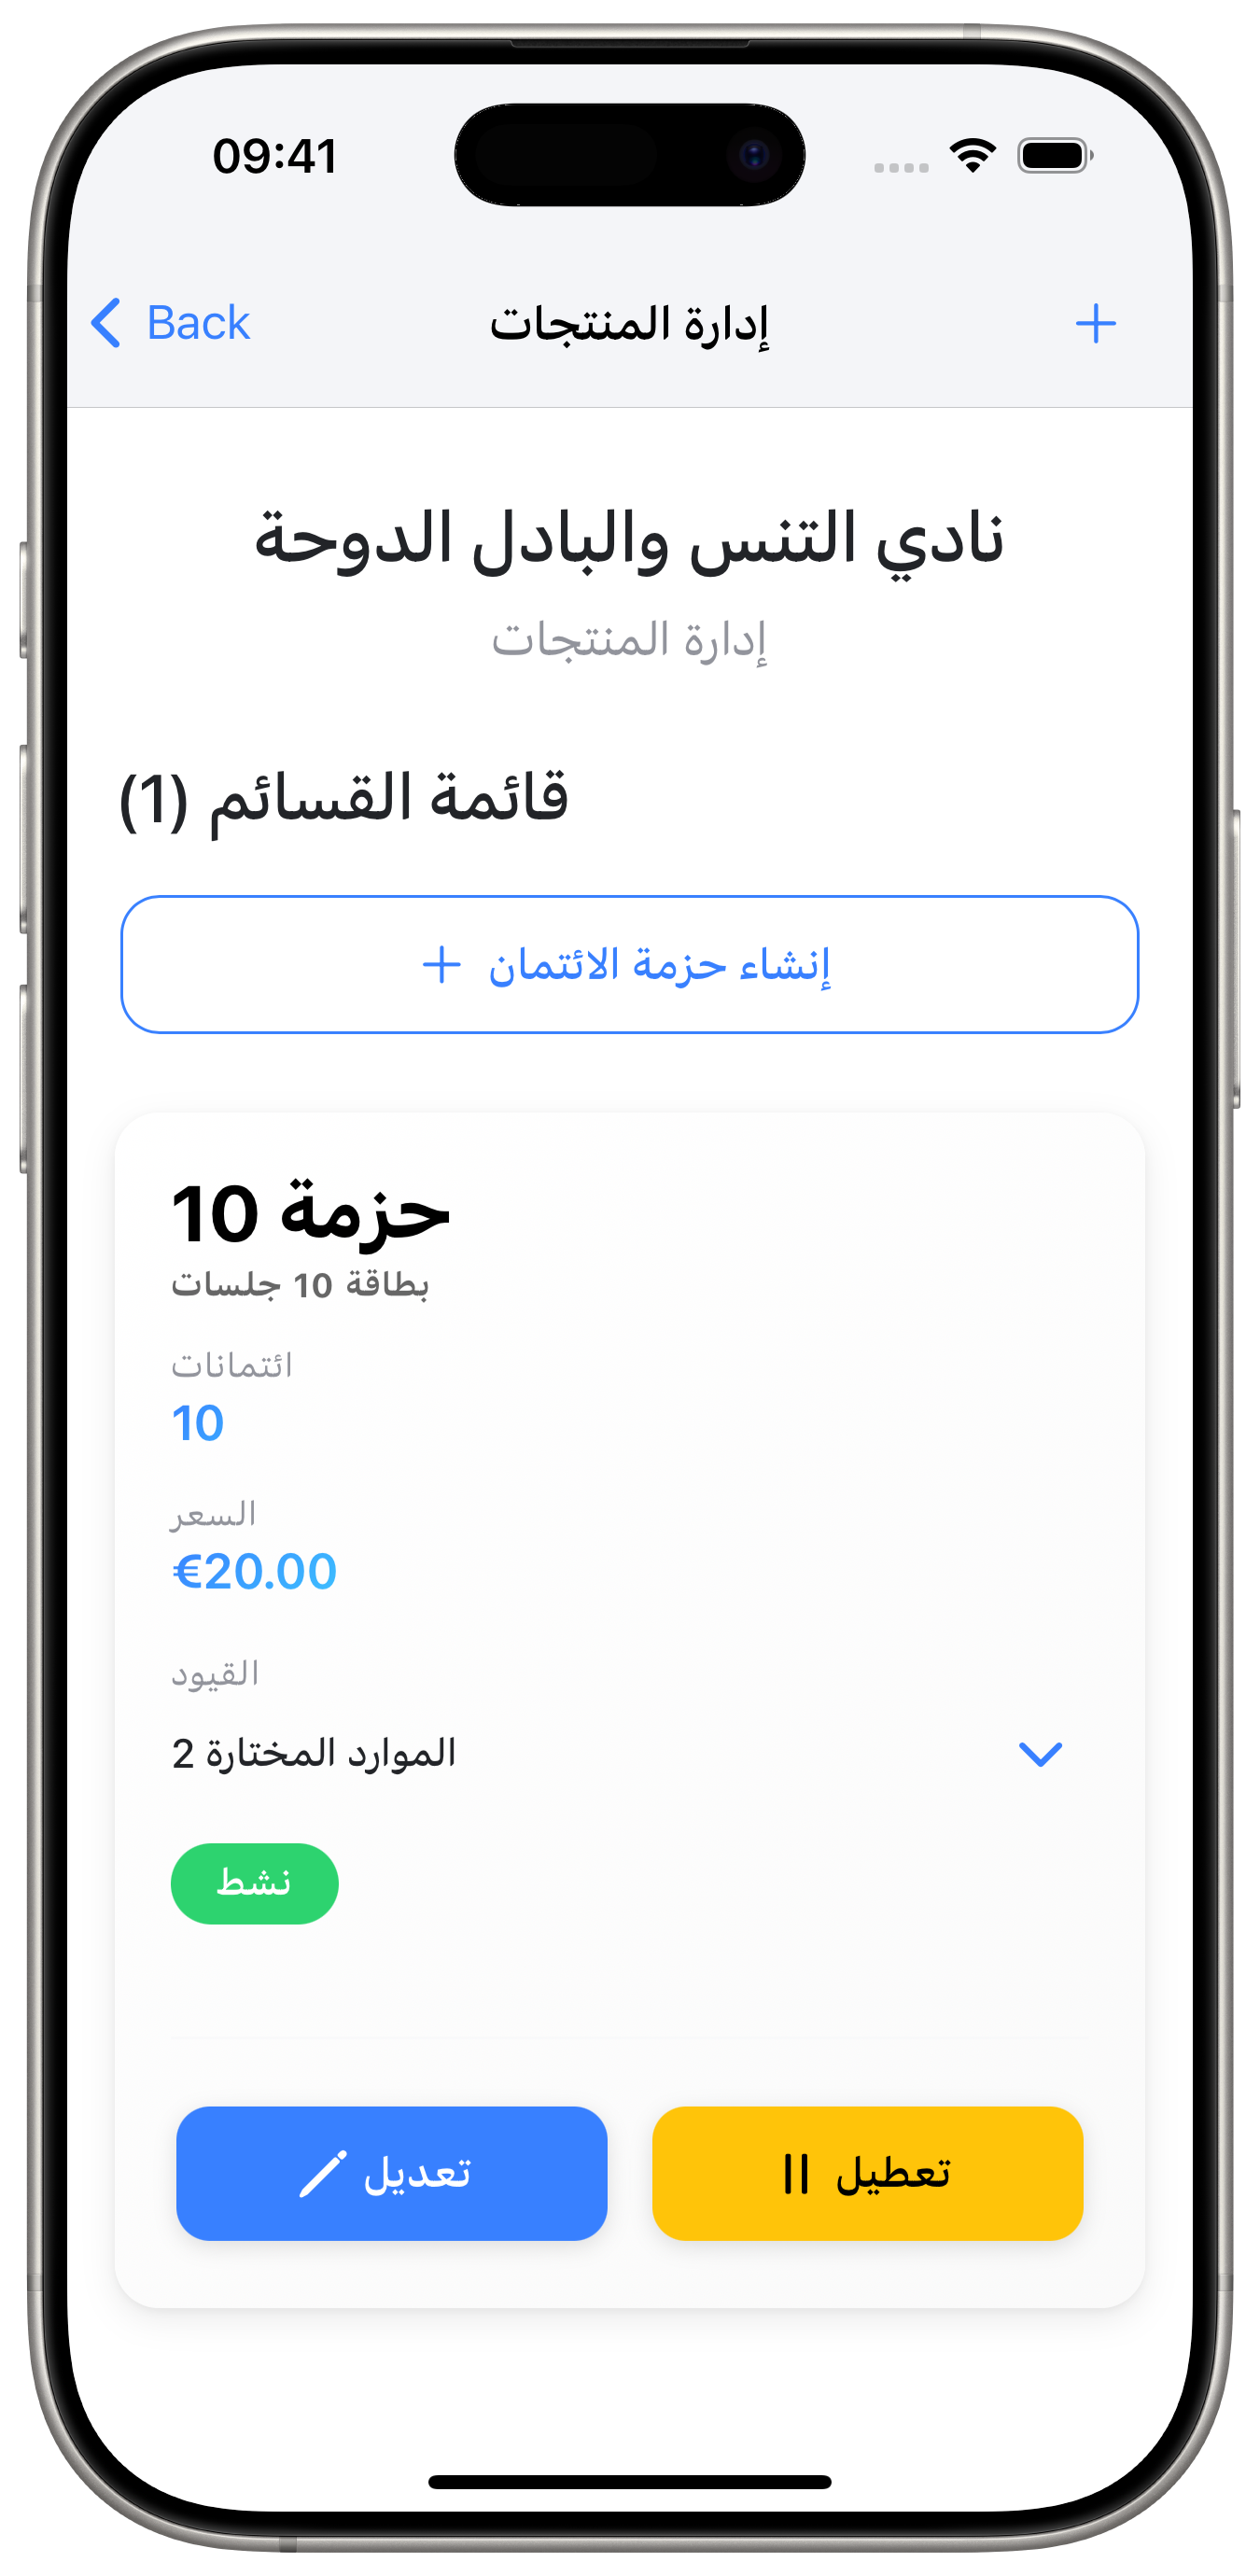 09:41
Back
إدارة المنتجات
نادي التنس والبادل الدوحة
إدارة المنتجات
قائمة القسائم (1)
إنشاء حزمة الائتمان
حزمة 10
بطاقة 10 جلسات
ائتمانات
10
السعر
€20.00
القيود
الموارد المختارة 2
نشط
تعديل
تعطيل